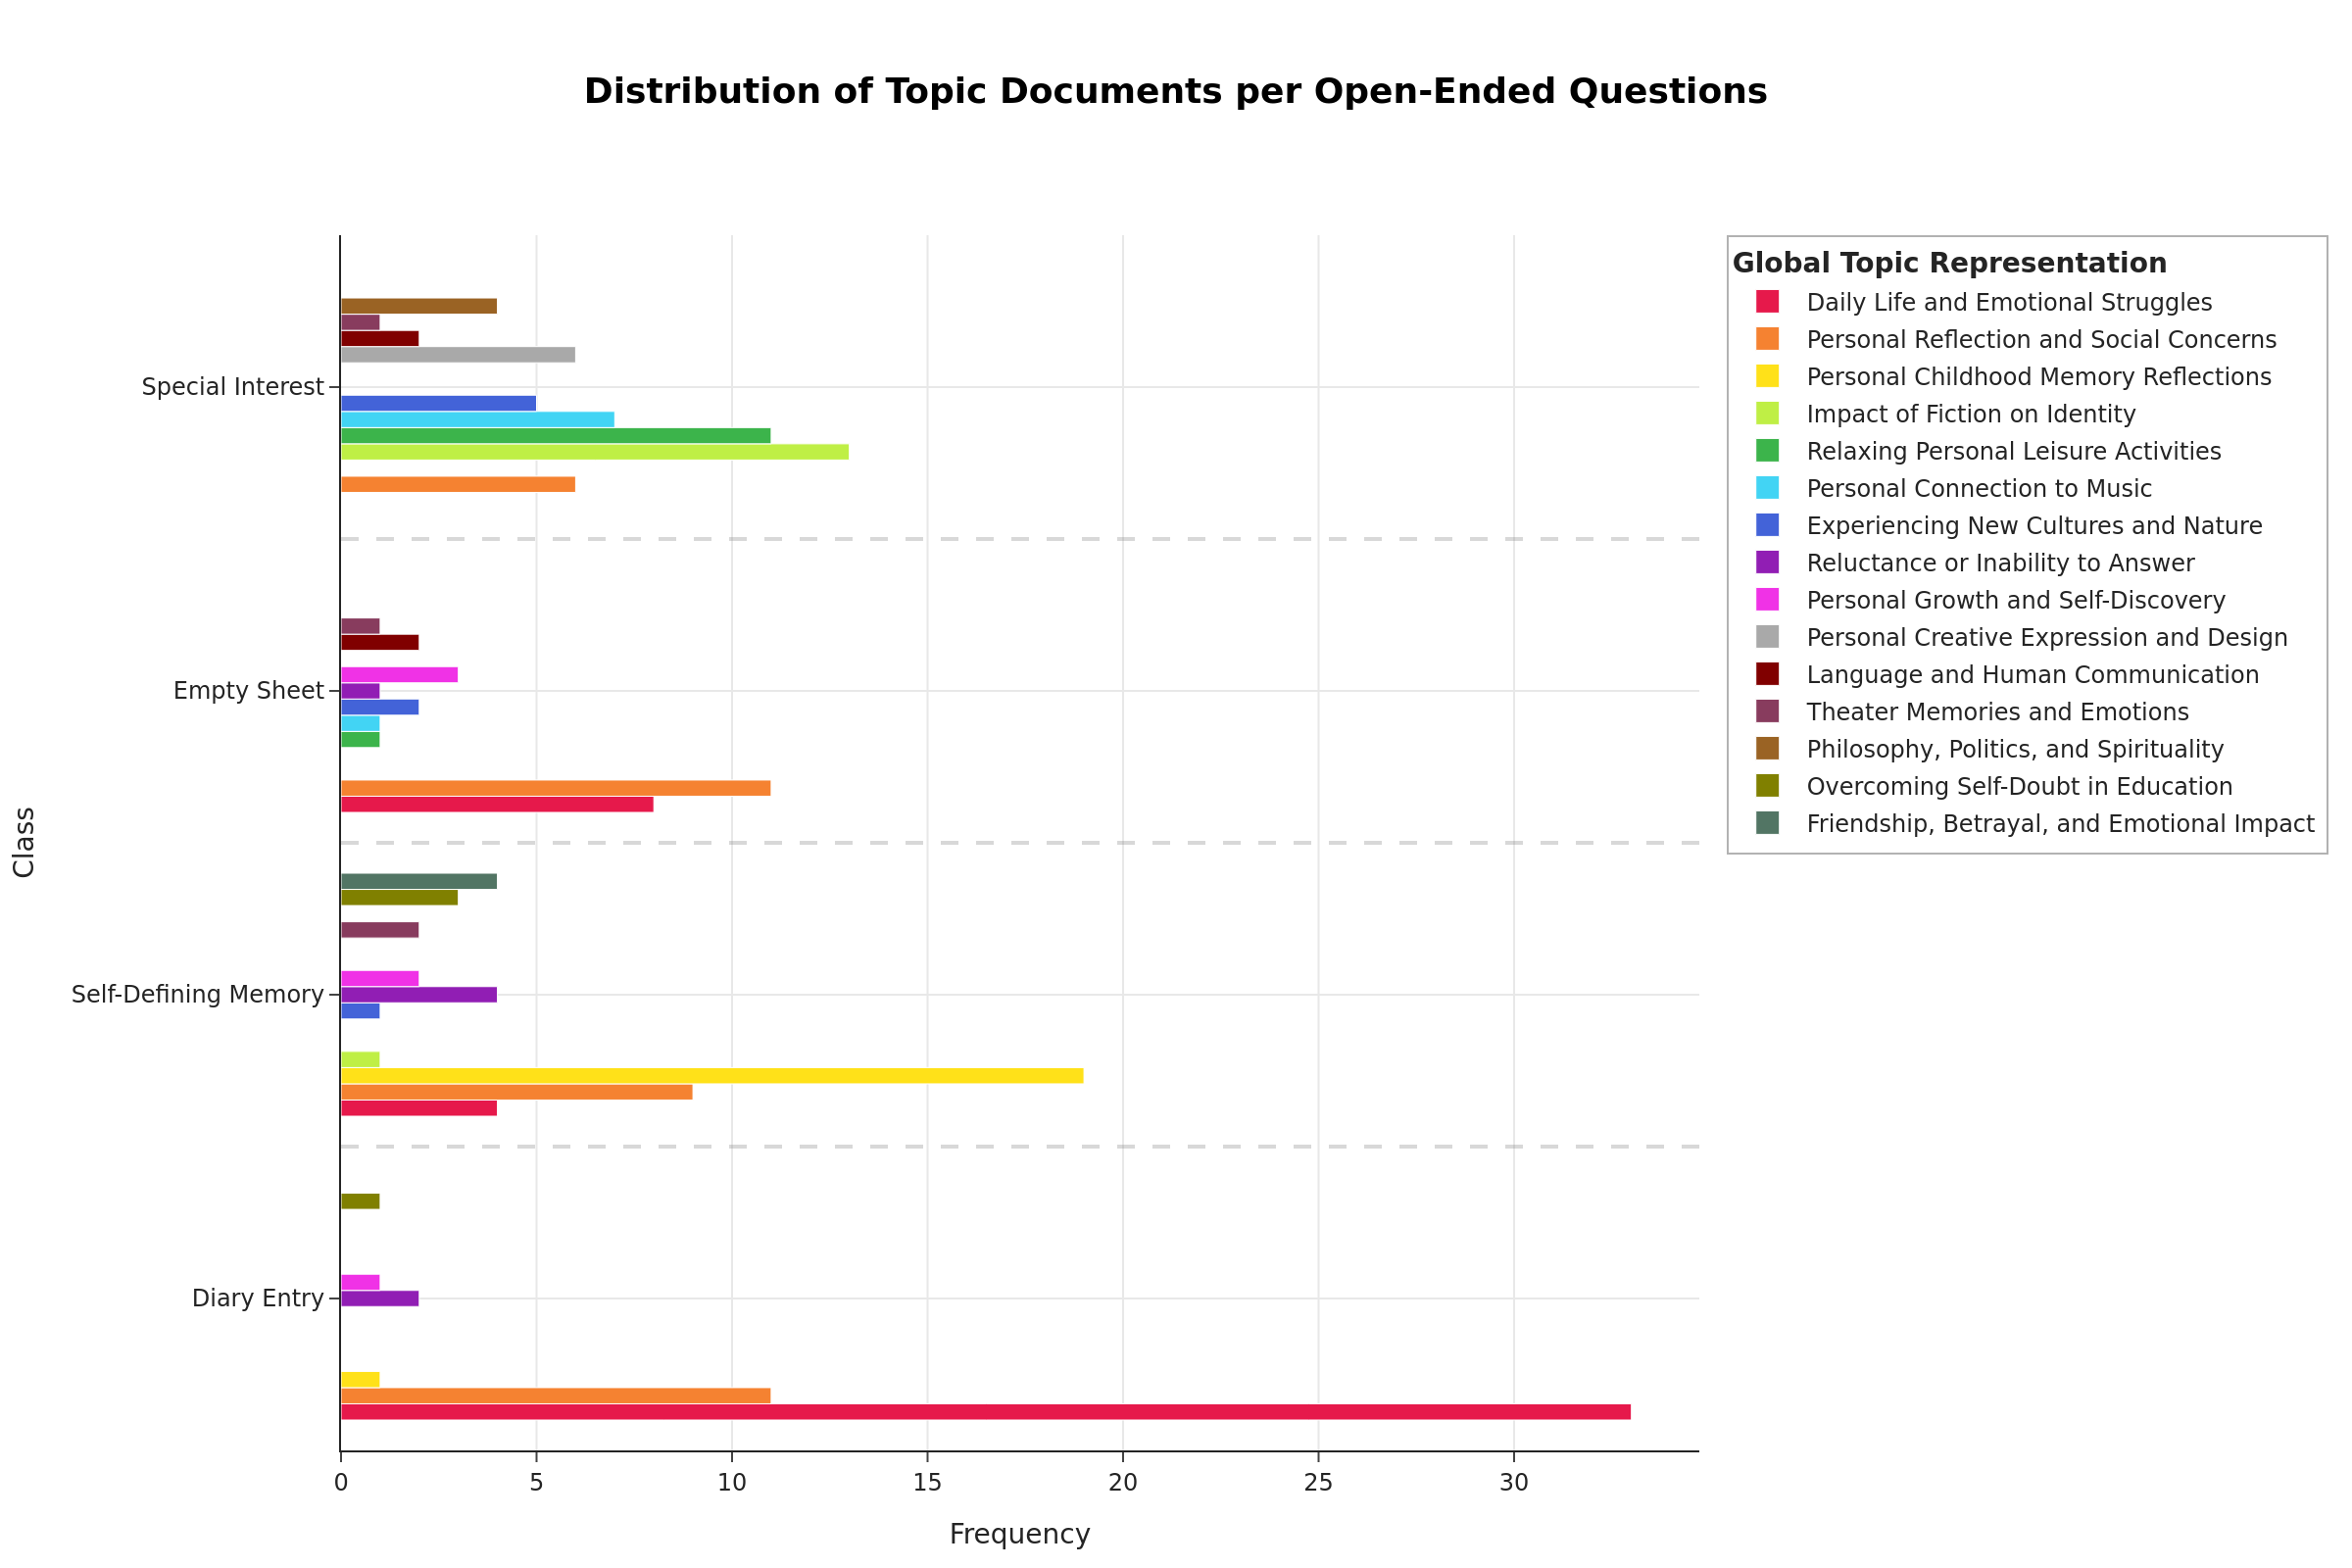 Distribution of Topic Documents per Open-Ended Questions
Global Topic Representation
Daily Life and Emotional Struggles
Personal Reflection and Social Concerns
Personal Childhood Memory Reflections
Impact of Fiction on Identity
Relaxing Personal Leisure Activities
Personal Connection to Music
Experiencing New Cultures and Nature
Reluctance or Inability to Answer
Personal Growth and Self-Discovery
Personal Creative Expression and Design
Language and Human Communication
Theater Memories and Emotions
Philosophy, Politics, and Spirituality
Overcoming Self-Doubt in Education
Friendship, Betrayal, and Emotional Impact
Class
Special Interest
Empty Sheet
Self-Defining Memory
Diary Entry
0 5 10 15 20 25 30
Frequency